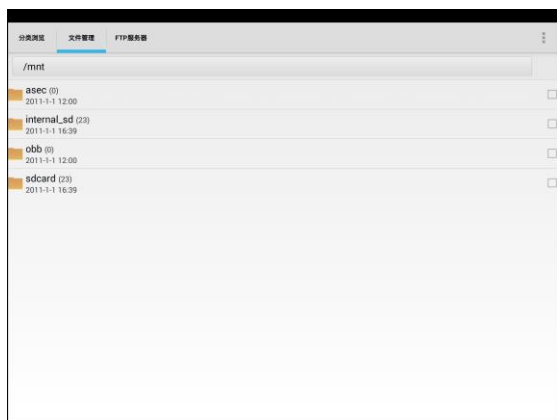 分类浏览 文件管理 FTP服务器
/mnt
asec (0)
2011-1-1 12:00
internal_sd (23)
2011-1-1 16:39
obb (0)
2011-1-1 12:00
sdcard (23)
2011-1-1 16:39